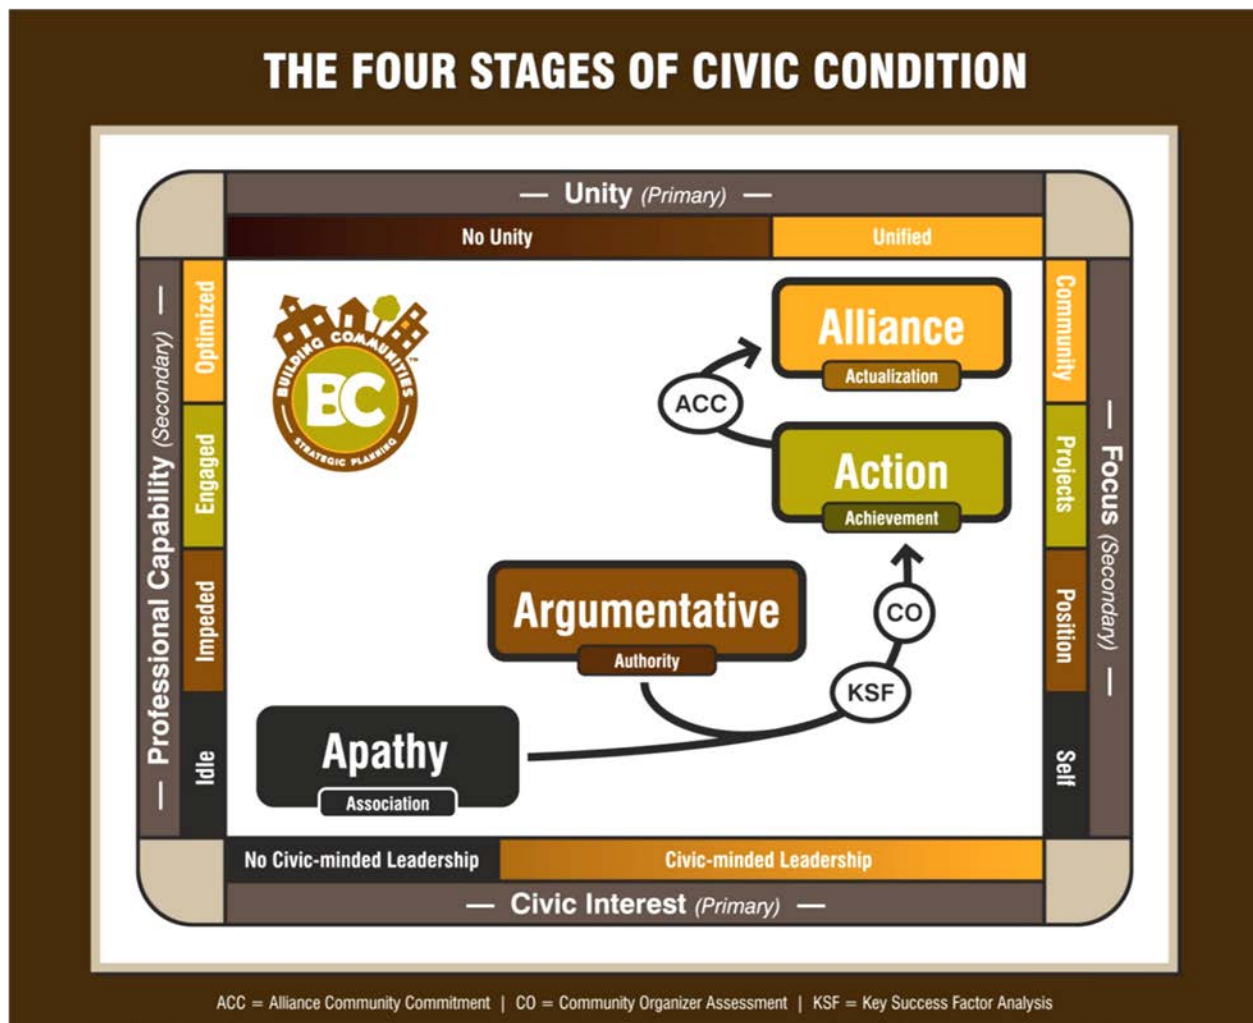 THE FOUR STAGES OF CIVIC CONDITION
— Unity (Primary) —
No Unity
Unified
— Professional Capability (Secondary) —
Optimized
Engaged
Impeded
Idle
BUILDING COMMUNITIES™
BC
STRATEGIC PLANNING
Alliance
Actualization
ACC
Action
Achievement
Argumentative
Authority
CO
KSF
Apathy
Association
Community
Projects
Position
Self
— Focus (Secondary) —
No Civic-minded Leadership
Civic-minded Leadership
— Civic Interest (Primary) —
ACC = Alliance Community Commitment | CO = Community Organizer Assessment | KSF = Key Success Factor Analysis